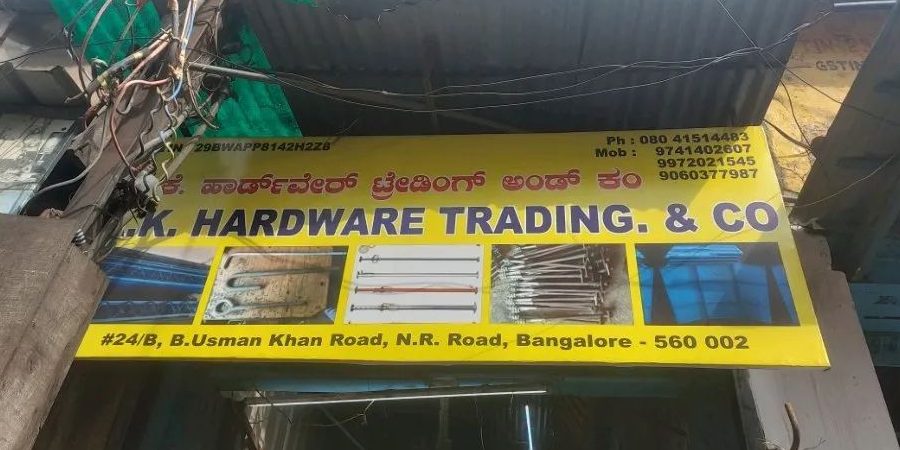 29BWAPP8142H2Z8
Ph : 080 41514483
Mob : 9741402607
9972021545
9060377987
ಕೆ. ಹಾರ್ಡ್‌ವೇರ್ ಟ್ರೇಡಿಂಗ್ ಅಂಡ್ ಕಂ
.K. HARDWARE TRADING. & CO
#24/B, B.Usman Khan Road, N.R. Road, Bangalore - 560 002
GSTIN